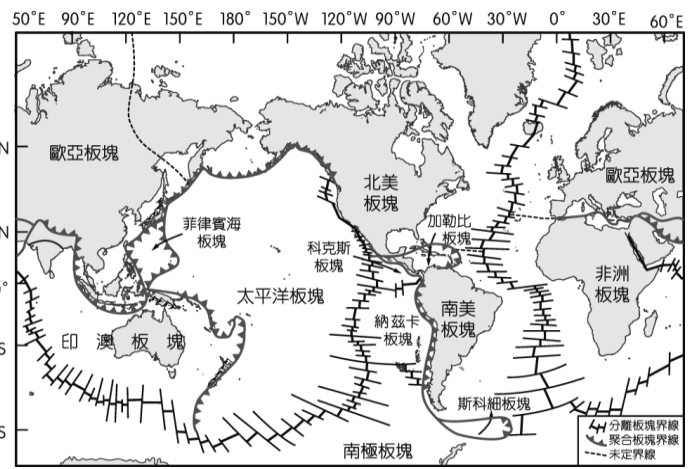 50°E 90°E 120°E 150°E 180° 150°W 120°W 90°W 60°W 30°W 0° 30°E 60°E
N
歐亞板塊
北美
板塊
歐亞板塊
N
菲律賓海
板塊
科克斯
板塊
加勒比
板塊
太平洋板塊
非洲
板塊
南美
板塊
納茲卡
板塊
印澳板塊
S
斯科細板塊
S
南極板塊
分離板塊界線
聚合板塊界線
未定界線